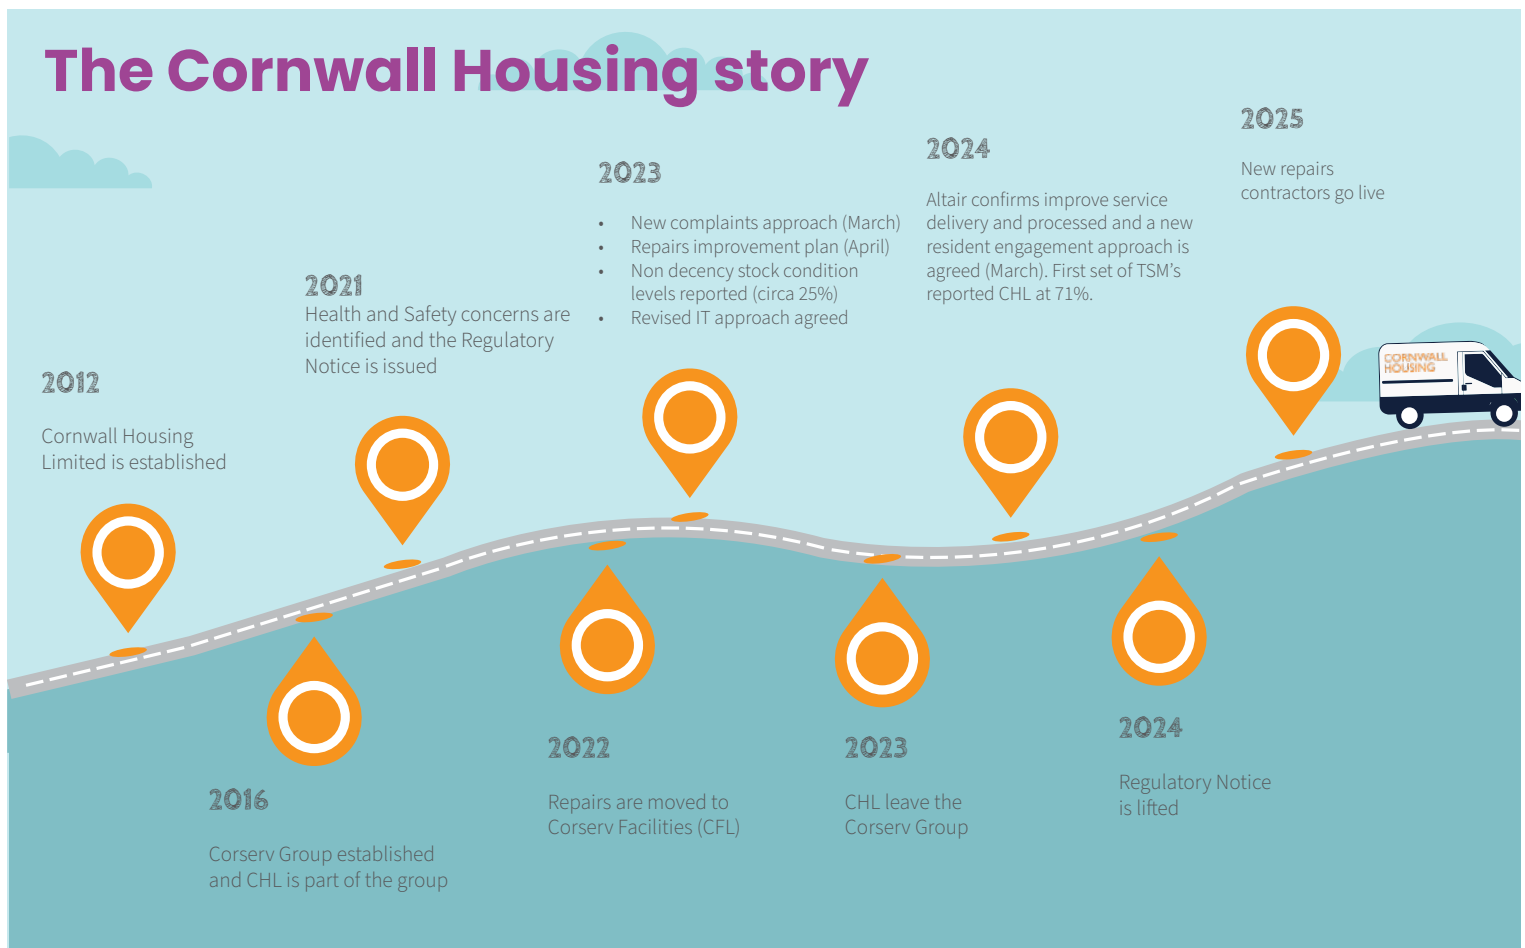 The Cornwall Housing story
2012
Cornwall Housing
Limited is established
2016
Corserv Group established
and CHL is part of the group
2021
Health and Safety concerns are
identified and the Regulatory
Notice is issued
2022
Repairs are moved to
Corserv Facilities (CFL)
2023
• New complaints approach (March)
• Repairs improvement plan (April)
• Non decency stock condition
levels reported (circa 25%)
• Revised IT approach agreed
2023
CHL leave the
Corserv Group
2024
Altair confirms improve service
delivery and processed and a new
resident engagement approach is
agreed (March). First set of TSM's
reported CHL at 71%.
2024
Regulatory Notice
is lifted
2025
New repairs
contractors go live
CORNWALL
HOUSING